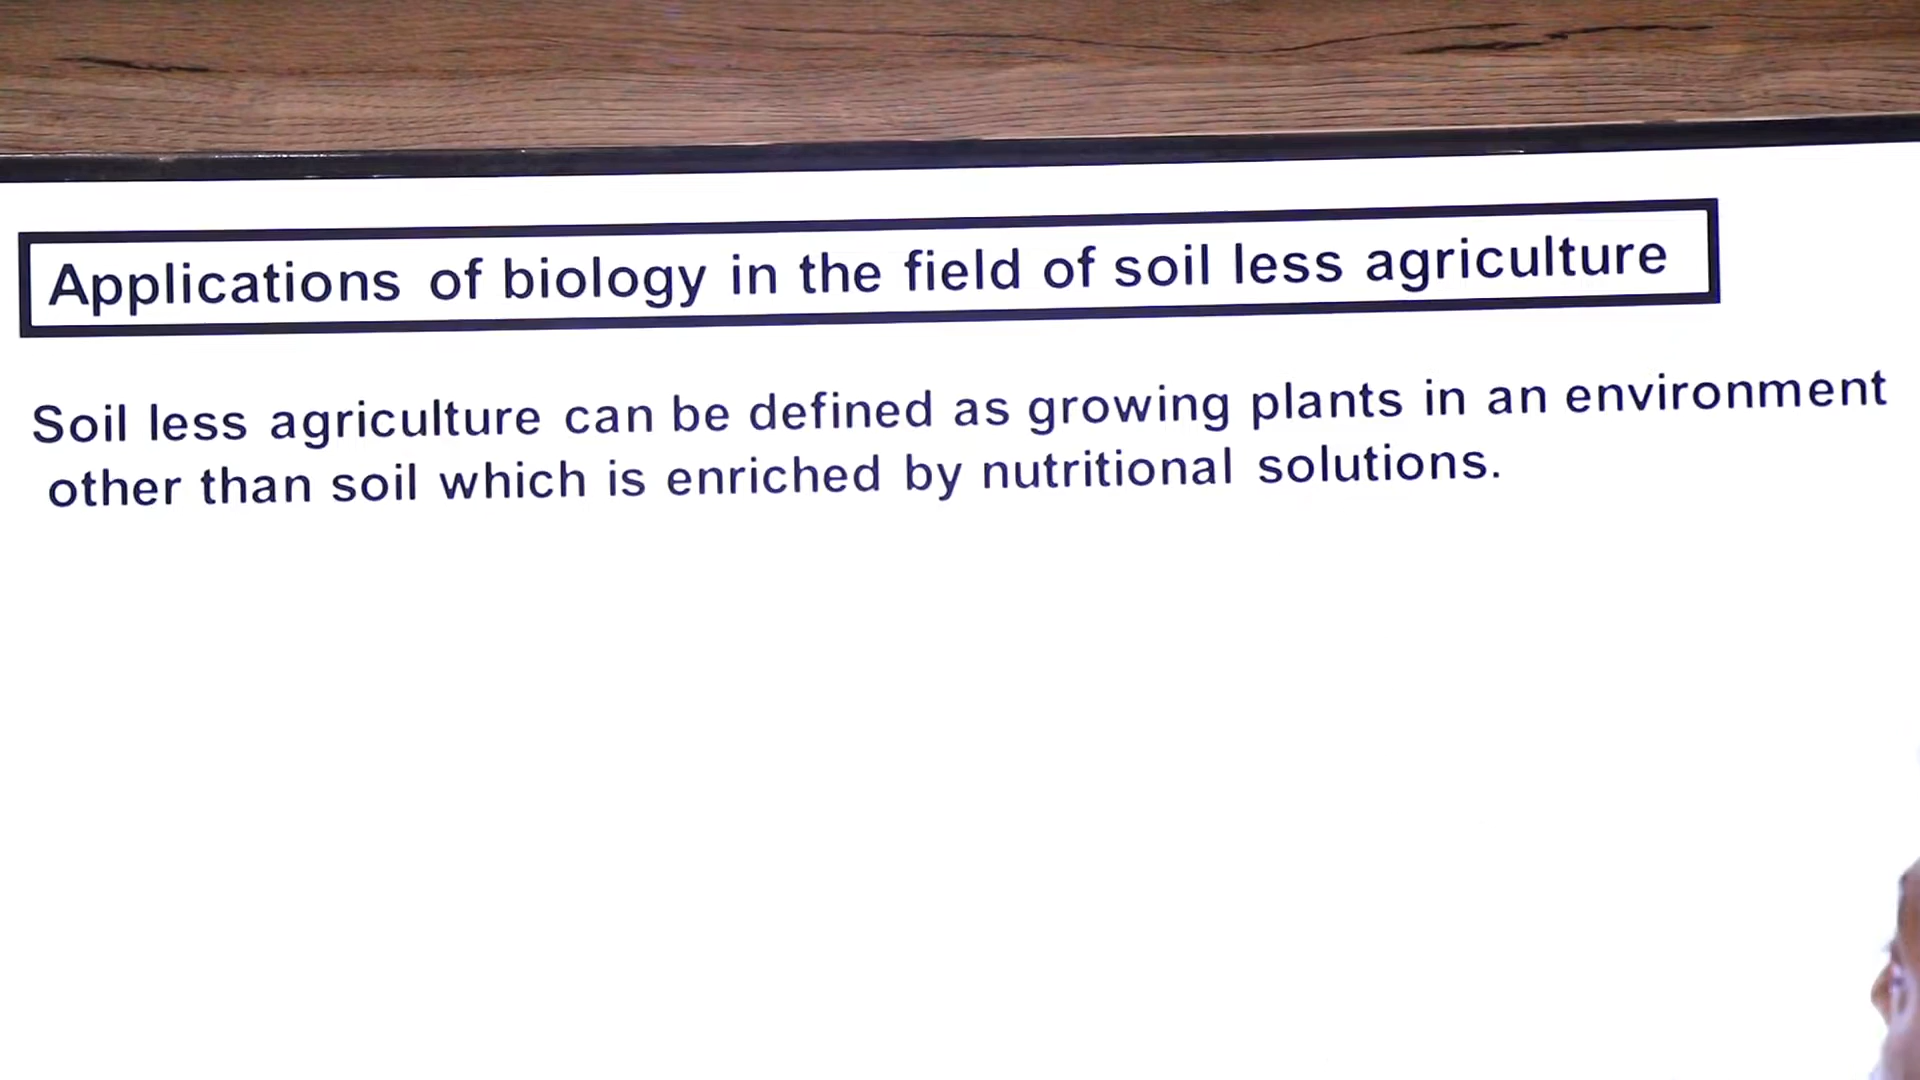 Applications of biology in the field of soil less agriculture
Soil less agriculture can be defined as growing plants in an environment
other than soil which is enriched by nutritional solutions.